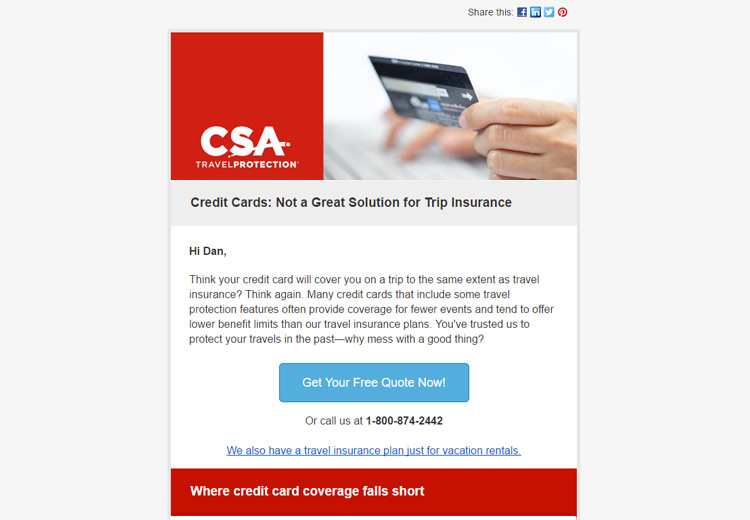 Share this:
CSA
TRAVELPROTECTION
Credit Cards: Not a Great Solution for Trip Insurance
Hi Dan,
Think your credit card will cover you on a trip to the same extent as travel
insurance? Think again. Many credit cards that include some travel
protection features often provide coverage for fewer events and tend to offer
lower benefit limits than our travel insurance plans. You've trusted us to
protect your travels in the past—why mess with a good thing?
Get Your Free Quote Now!
Or call us at 1-800-874-2442
We also have a travel insurance plan just for vacation rentals.
Where credit card coverage falls short